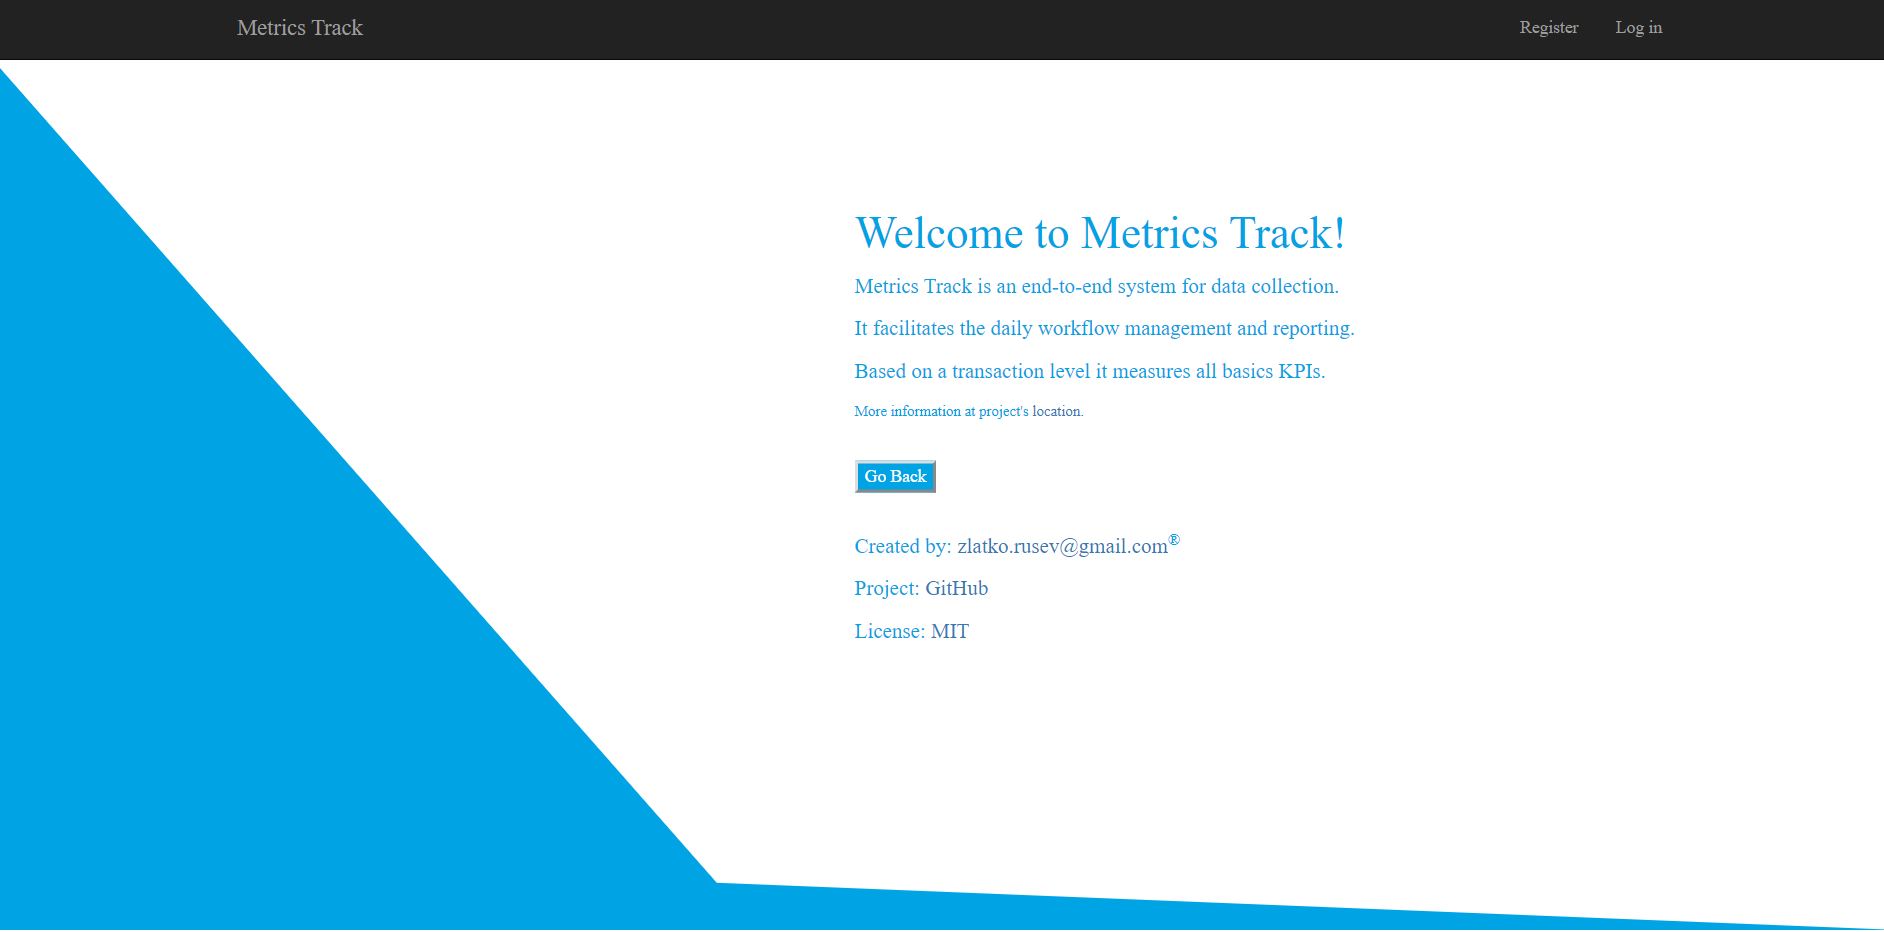 Metrics Track Register Log in
Welcome to Metrics Track!
Metrics Track is an end-to-end system for data collection.
It facilitates the daily workflow management and reporting.
Based on a transaction level it measures all basics KPIs.
More information at project's location.
Go Back
Created by: zlatko.rusev@gmail.com®
Project: GitHub
License: MIT